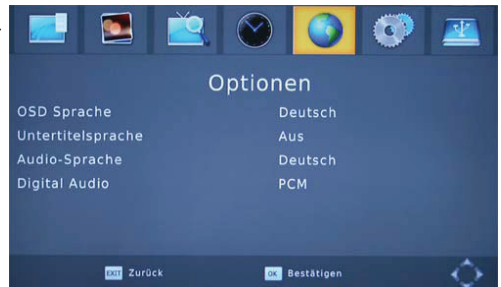 Optionen
OSD Sprache Deutsch
Untertitelsprache Aus
Audio-Sprache Deutsch
Digital Audio PCM
EXIT Zurück OK Bestätigen